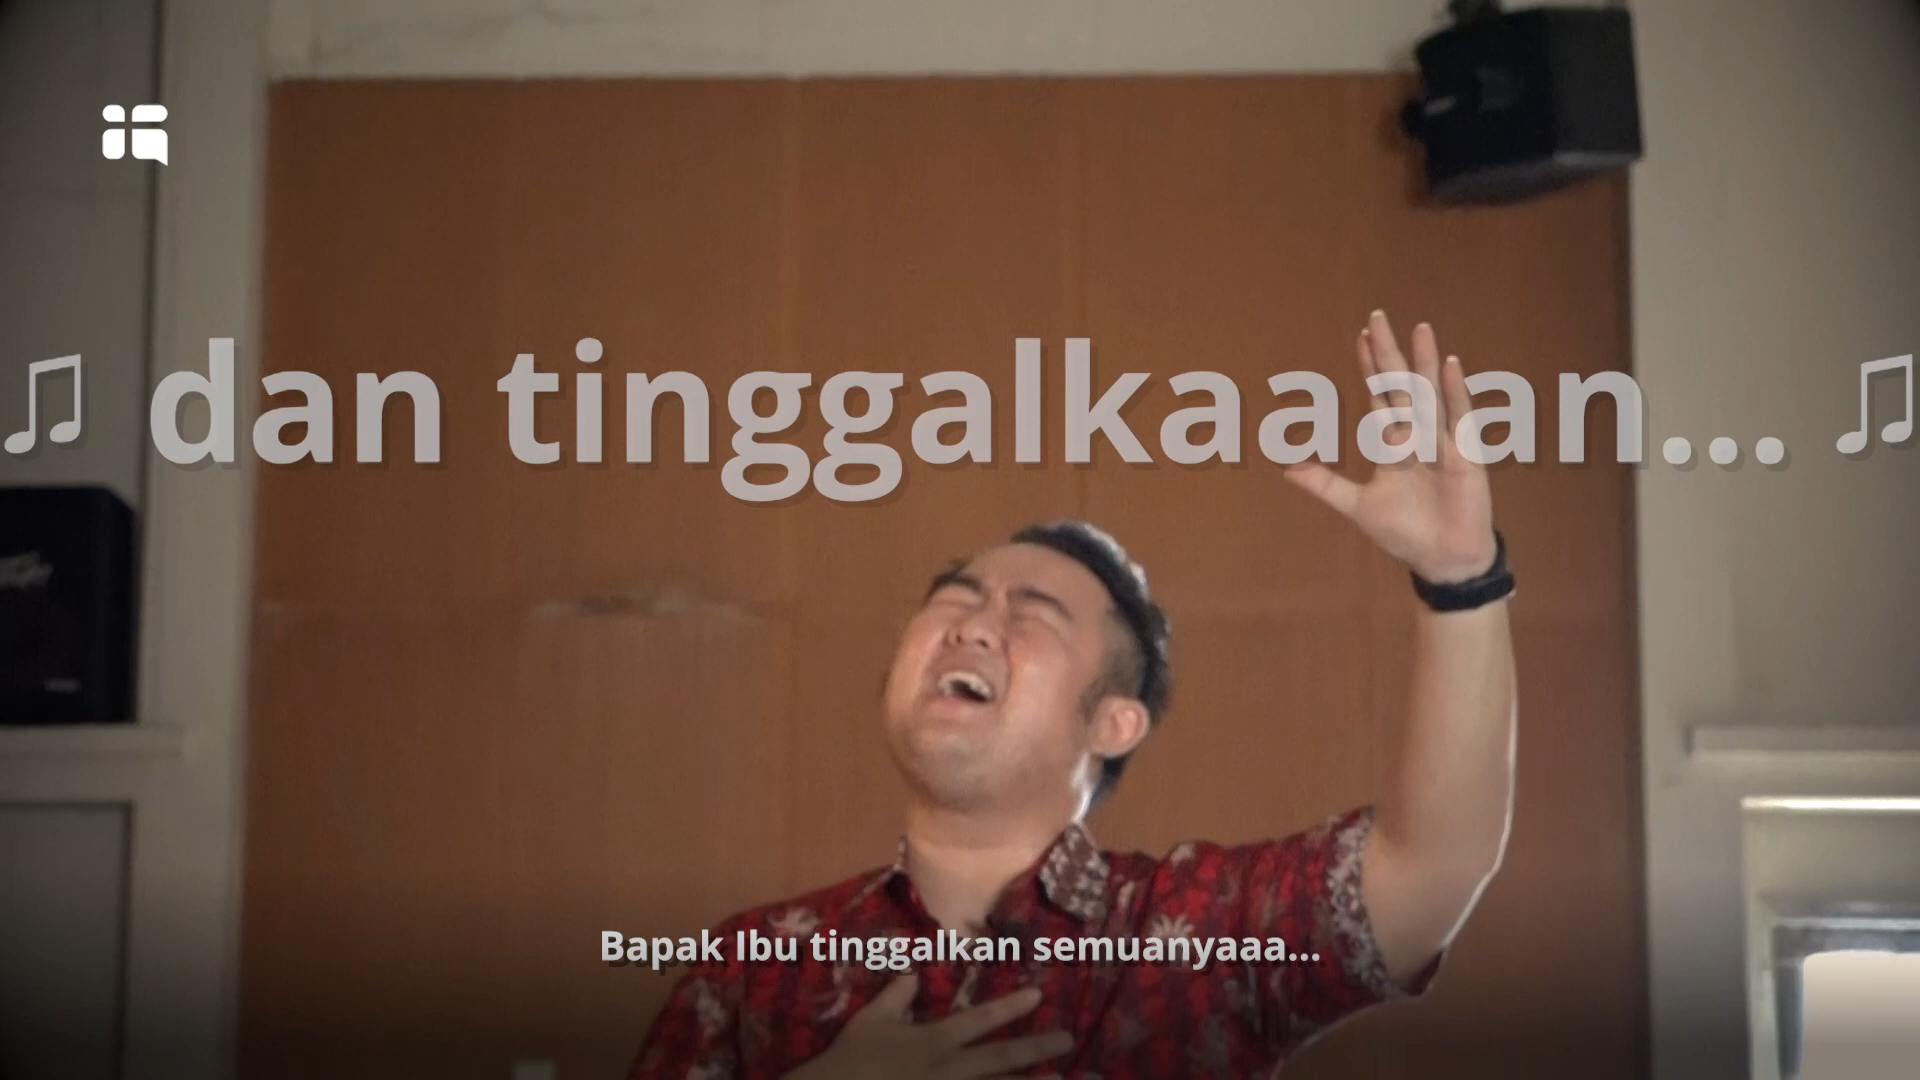 ♫ dan tinggalkaaaan... ♫
Bapak Ibu tinggalkan semuanyaaa...